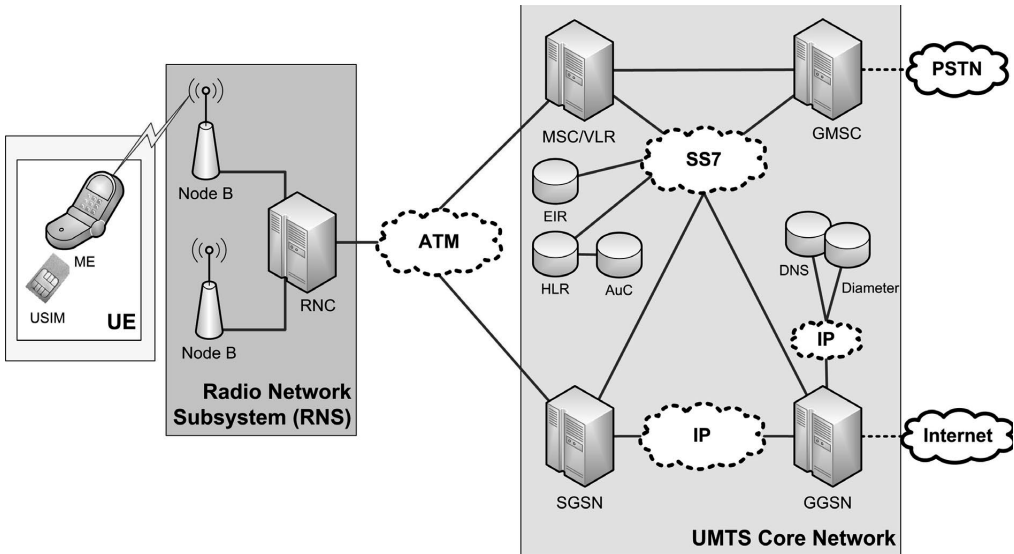 ME
USIM
UE
Node B
Node B
RNC
Radio Network
Subsystem (RNS)
ATM
MSC/VLR
GMSC
PSTN
SS7
EIR
HLR
AuC
DNS
Diameter
IP
SGSN
IP
GGSN
Internet
UMTS Core Network